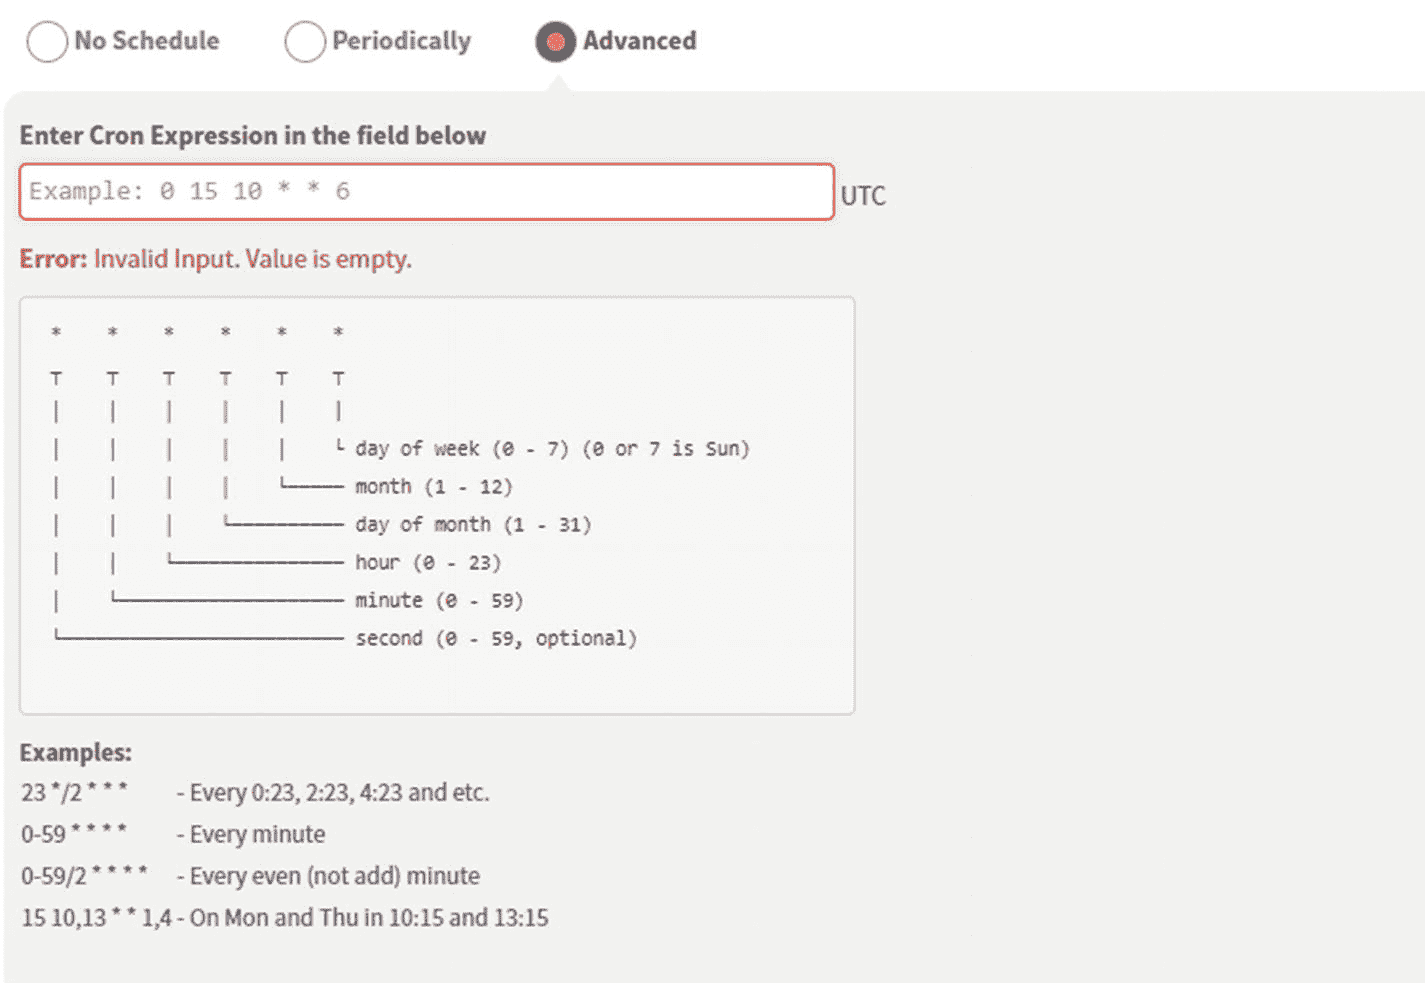 No Schedule Periodically Advanced
Enter Cron Expression in the field below
Example: 0 15 10 * * 6 UTC
Error: Invalid Input. Value is empty.
* * * * * *
day of week (0 - 7) (0 or 7 is Sun)
month (1 - 12)
day of month (1 - 31)
hour (0 - 23)
minute (0 - 59)
second (0 - 59, optional)
Examples:
23 */2 * * * - Every 0:23, 2:23, 4:23 and etc.
0-59 * * * * - Every minute
0-59/2 * * * * - Every even (not add) minute
15 10,13 * * 1,4 - On Mon and Thu in 10:15 and 13:15